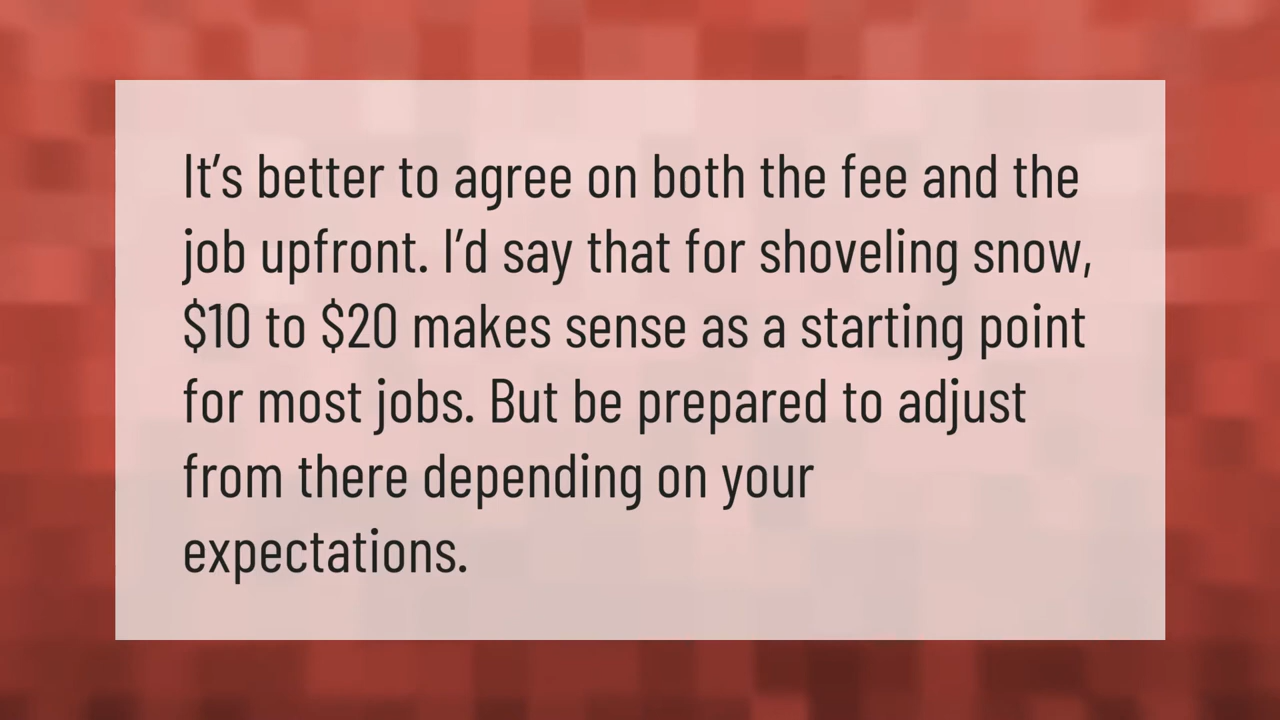 It’s better to agree on both the fee and the
job upfront. I’d say that for shoveling snow,
$10 to $20 makes sense as a starting point
for most jobs. But be prepared to adjust
from there depending on your
expectations.